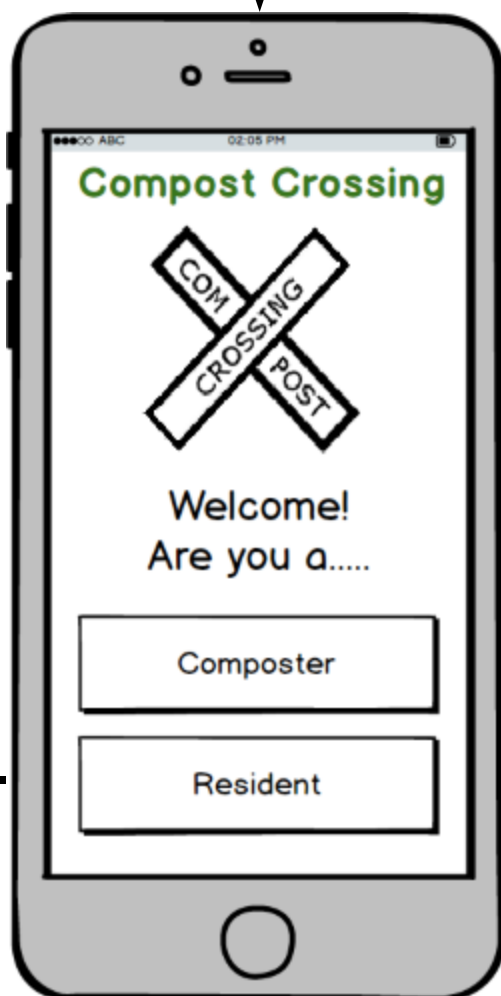 ABC 02:05 PM
Compost Crossing
COM
CROSSING
POST
Welcome!
Are you a.....
Composter
Resident